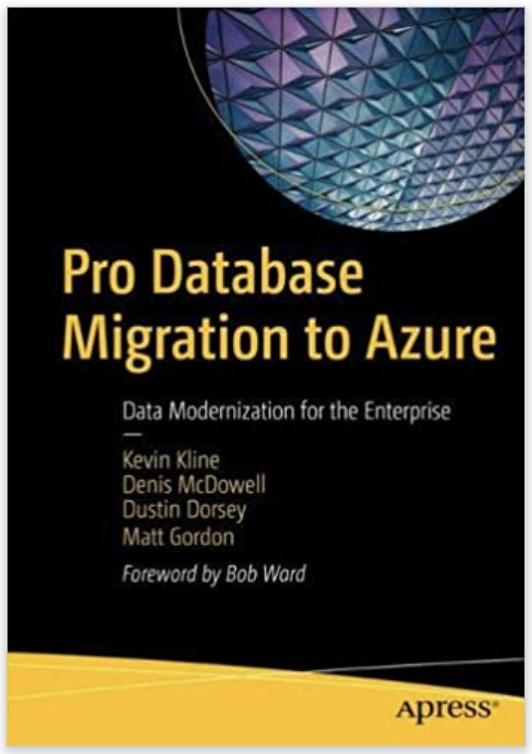 Pro Database
Migration to Azure
Data Modernization for the Enterprise
Kevin Kline
Denis McDowell
Dustin Dorsey
Matt Gordon
Foreword by Bob Ward
Apress®